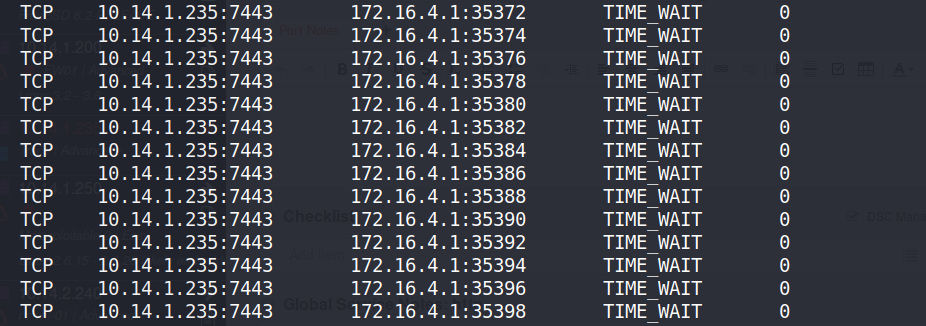 TCP 10.14.1.235:7443 172.16.4.1:35372 TIME_WAIT 0
TCP 10.14.1.235:7443 172.16.4.1:35374 TIME_WAIT 0
TCP 10.14.1.235:7443 172.16.4.1:35376 TIME_WAIT 0
TCP 10.14.1.235:7443 172.16.4.1:35378 TIME_WAIT 0
TCP 10.14.1.235:7443 172.16.4.1:35380 TIME_WAIT 0
TCP 10.14.1.235:7443 172.16.4.1:35382 TIME_WAIT 0
TCP 10.14.1.235:7443 172.16.4.1:35384 TIME_WAIT 0
TCP 10.14.1.235:7443 172.16.4.1:35386 TIME_WAIT 0
TCP 10.14.1.235:7443 172.16.4.1:35388 TIME_WAIT 0
TCP 10.14.1.235:7443 172.16.4.1:35390 TIME_WAIT 0
TCP 10.14.1.235:7443 172.16.4.1:35392 TIME_WAIT 0
TCP 10.14.1.235:7443 172.16.4.1:35394 TIME_WAIT 0
TCP 10.14.1.235:7443 172.16.4.1:35396 TIME_WAIT 0
TCP 10.14.1.235:7443 172.16.4.1:35398 TIME_WAIT 0
Port Notes
Add Item
Global